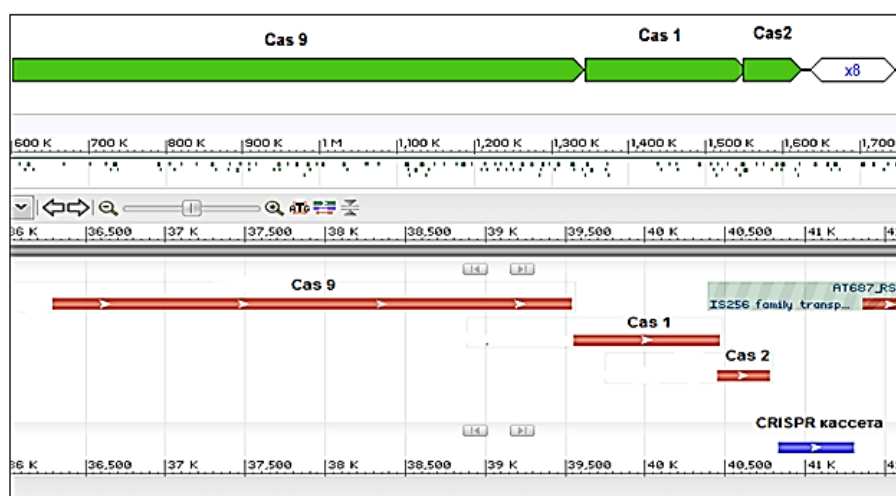 Cas 9 Cas 1 Cas2
x8
600 K 700 K 800 K 900 K 1 M 1,100 K 1,200 K 1,300 K 1,400 K 1,500 K 1,600 K 1,700
ATG
36 K 36,500 37 K 37,500 38 K 38,500 39 K 39,500 40 K 40,500 41 K
Cas 9 AT687_RS
IS256 family transp...
Cas 1
Cas 2
CRISPR кассета
36 K 36,500 37 K 37,500 38 K 38,500 39 K 39,500 40 K 40,500 41 K